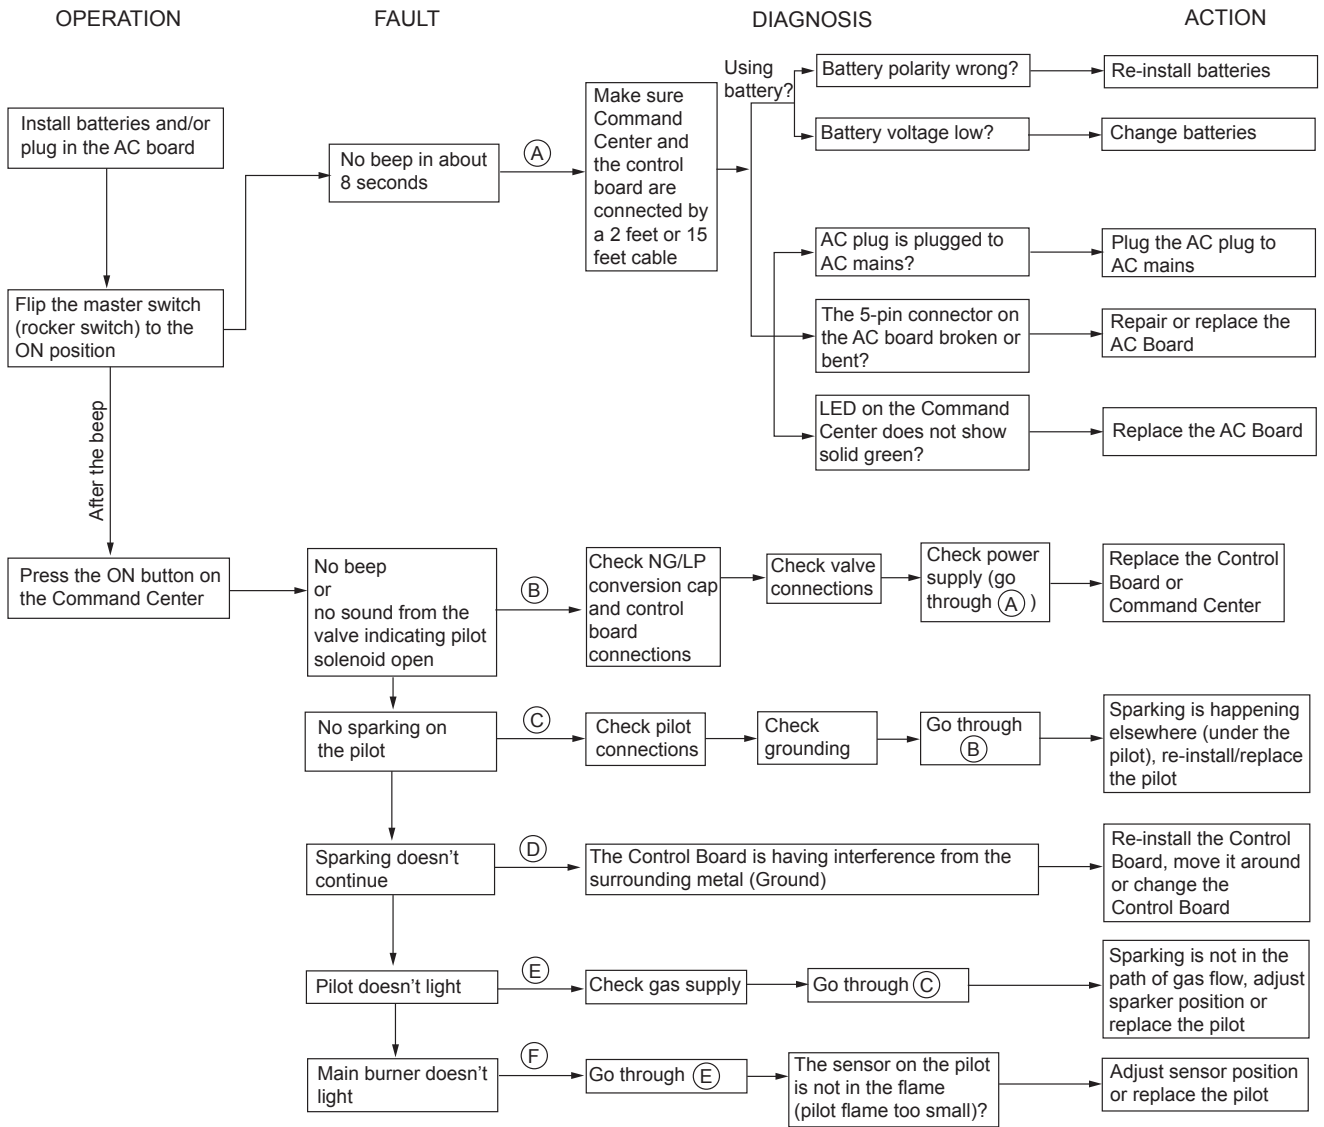 OPERATION
FAULT
DIAGNOSIS
ACTION
Install batteries and/or
plug in the AC board
Flip the master switch
(rocker switch) to the
ON position
No beep in about
8 seconds
A
Make sure
Command
Center and
the control
board are
connected by
a 2 feet or 15
feet cable
Using
battery?
Battery polarity wrong?
Re-install batteries
Battery voltage low?
Change batteries
AC plug is plugged to
AC mains?
Plug the AC plug to
AC mains
The 5-pin connector on
the AC board broken or
bent?
Repair or replace the
AC Board
LED on the Command
Center does not show
solid green?
Replace the AC Board
After the beep
Press the ON button on
the Command Center
No beep
or
no sound from the
valve indicating pilot
solenoid open
B
Check NG/LP
conversion cap
and control
board
connections
Check valve
connections
Check power
supply (go
through A )
Replace the Control
Board or
Command Center
No sparking on
the pilot
C
Check pilot
connections
Check
grounding
Go through
B
Sparking is happening
elsewhere (under the
pilot), re-install/replace
the pilot
Sparking doesn't
continue
D
The Control Board is having interference from the
surrounding metal (Ground)
Re-install the Control
Board, move it around
or change the
Control Board
Pilot doesn't light
E
Check gas supply
Go through C
Sparking is not in the
path of gas flow, adjust
sparker position or
replace the pilot
Main burner doesn't
light
F
Go through E
The sensor on the pilot
is not in the flame
(pilot flame too small)?
Adjust sensor position
or replace the pilot